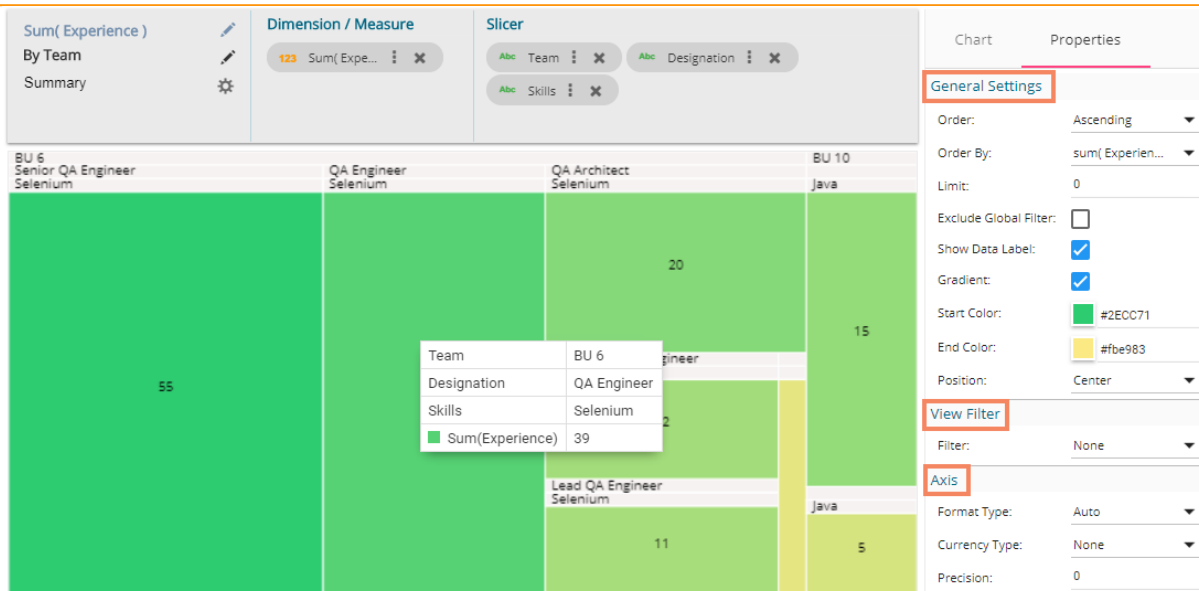 Sum( Experience )
By Team
Summary
Dimension / Measure
123 Sum( Expe...
Slicer
Abc Team
Abc Designation
Abc Skills
Chart Properties
General Settings
Order: Ascending
Order By: sum( Experien...
Limit: 0
Exclude Global Filter:
Show Data Label:
Gradient:
Start Color: #2ECC71
End Color: #fbe983
Position: Center
View Filter
Filter: None
Axis
Format Type: Auto
Currency Type: None
Precision: 0
BU 6 BU 10
Senior QA Engineer QA Engineer QA Architect
Selenium Selenium Selenium Java
55
20
15
gineer
2
Team BU 6
Designation QA Engineer
Skills Selenium
Sum(Experience) 39
Lead QA Engineer
Selenium
11
Java
5